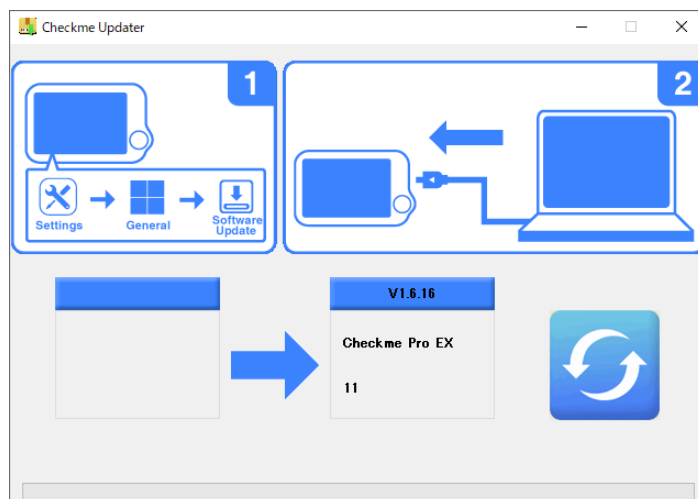 Checkme Updater
1
Settings
General
Software
Update
2
V1.6.16
Checkme Pro EX
11